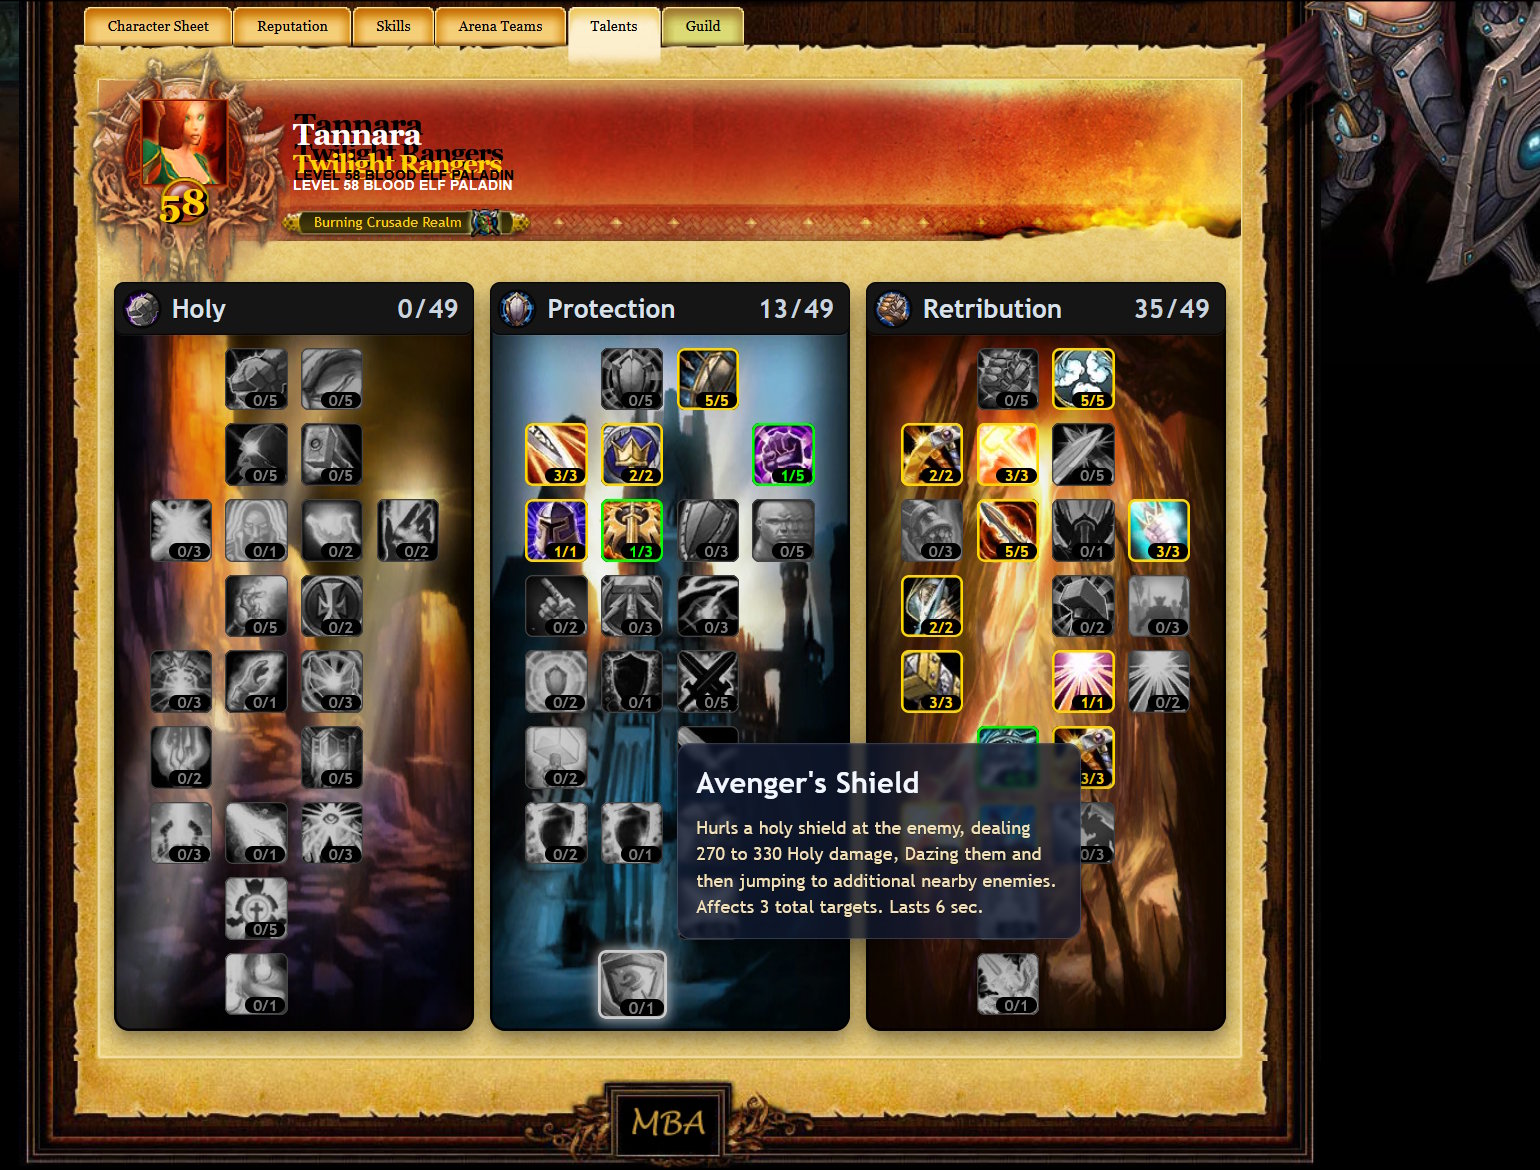 Character Sheet Reputation Skills Arena Teams Talents Guild
Tannara
Twilight Rangers
LEVEL 58 BLOOD ELF PALADIN
58
Burning Crusade Realm
Holy 0/49
0/5 0/5
0/5 0/5
0/3 0/1 0/2 0/2
0/5 0/2
0/3 0/1 0/3
0/2 0/5
0/3 0/1 0/3
0/5
0/1
Protection 13/49
0/5 5/5
3/3 2/2 1/5
1/1 1/3 0/3 0/5
0/2 0/3 0/3
0/2 0/1 0/5
0/2
0/2 0/1
0/1
Retribution 35/49
0/5 5/5
2/2 3/3 0/5
0/3 5/5 0/1 3/3
2/2 0/2 0/3
3/3 1/1 0/2
3/3
0/3
0/1
Avenger's Shield
Hurls a holy shield at the enemy, dealing
270 to 330 Holy damage, Dazing them and
then jumping to additional nearby enemies.
Affects 3 total targets. Lasts 6 sec.
MBA